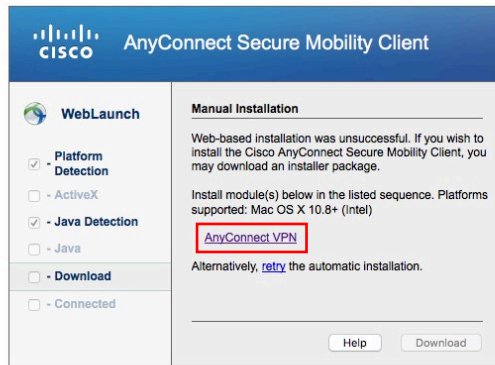 CISCO AnyConnect Secure Mobility Client
WebLaunch
- Platform
Detection
- ActiveX
- Java Detection
- Java
- Download
- Connected
Manual Installation
Web-based installation was unsuccessful. If you wish to
install the Cisco AnyConnect Secure Mobility Client, you
may download an installer package.
Install module(s) below in the listed sequence. Platforms
supported: Mac OS X 10.8+ (Intel)
AnyConnect VPN
Alternatively, retry the automatic installation.
Help Download